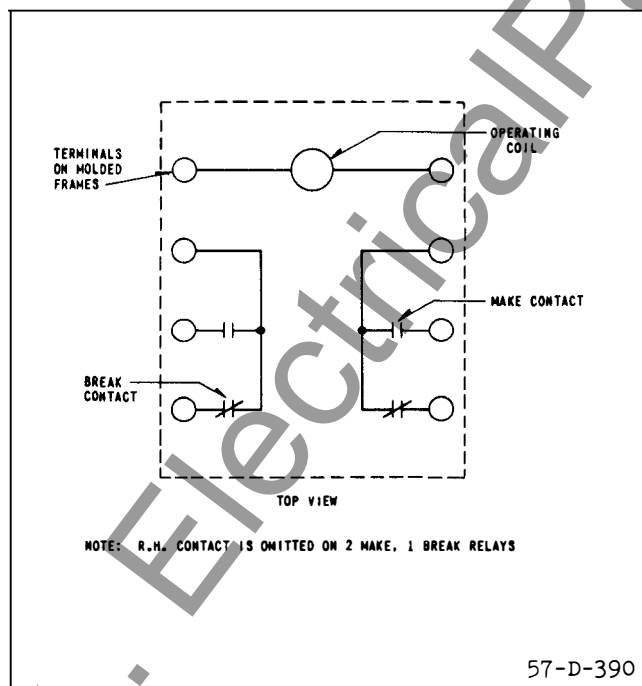 OPERATING
COIL
TERMINALS
ON MOLDED
FRAMES
MAKE CONTACT
BREAK
CONTACT
TOP VIEW
NOTE: R.H. CONTACT IS OMITTED ON 2 MAKE, 1 BREAK RELAYS
57-D-390
. ElectricalPa